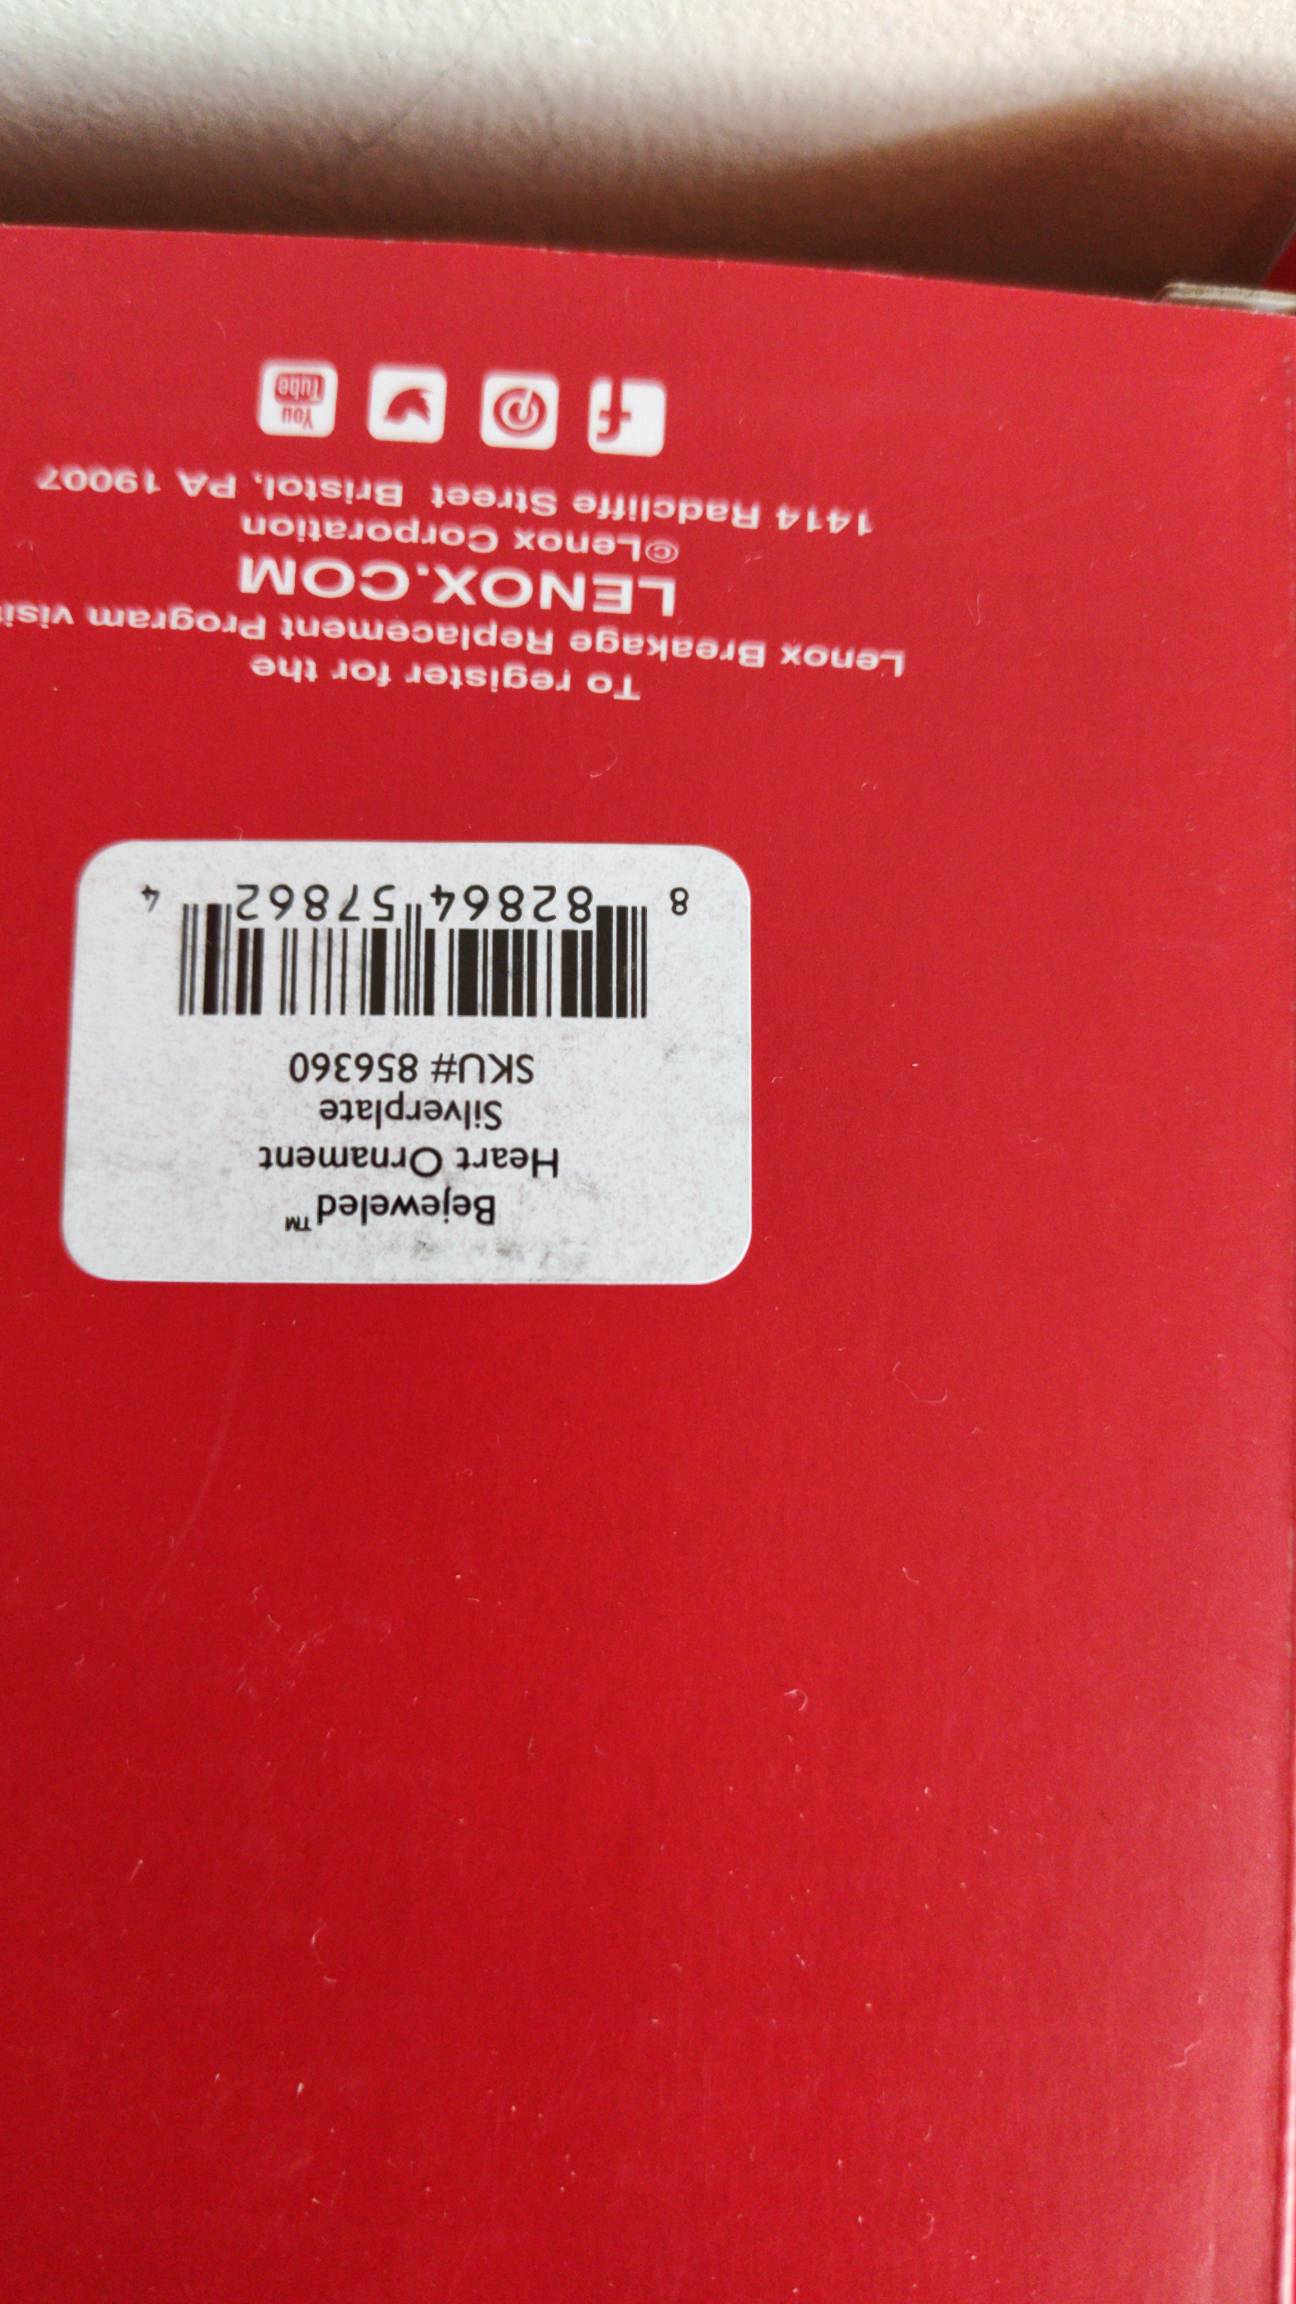 Bejeweled™
Heart Ornament
Silverplate
SKU# 856360
8 82864 57862 4
To register for the
Lenox Breakage Replacement Program visit
LENOX.COM
©Lenox Corporation
1414 Radcliffe Street Bristol, PA 19007
You
Tube